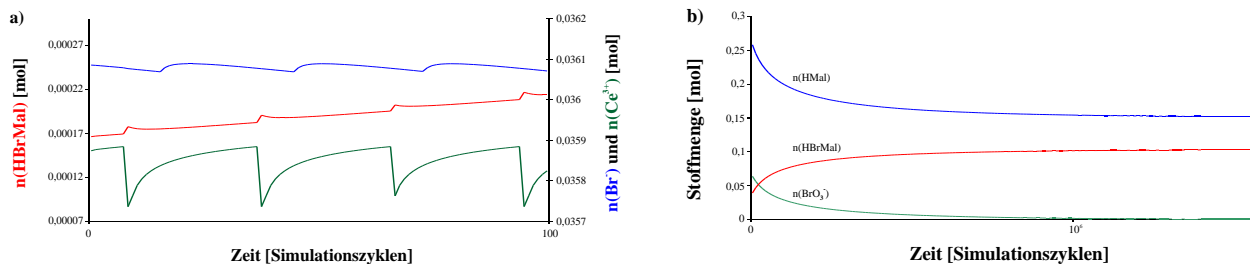 a)
n(HBrMal) [mol]
0,00027
0,00022
0,00017
0,00012
0,00007
0
100
Zeit [Simulationszyklen]
0,0362
0,0361
0,036
0,0359
0,0358
0,0357
n(Br⁻) und n(Ce³⁺) [mol]
b)
Stoffmenge [mol]
0,3
0,25
0,2
0,15
0,1
0,05
0
n(HMal)
n(HBrMal)
n(BrO₃⁻)
0
10⁶
Zeit [Simulationszyklen]